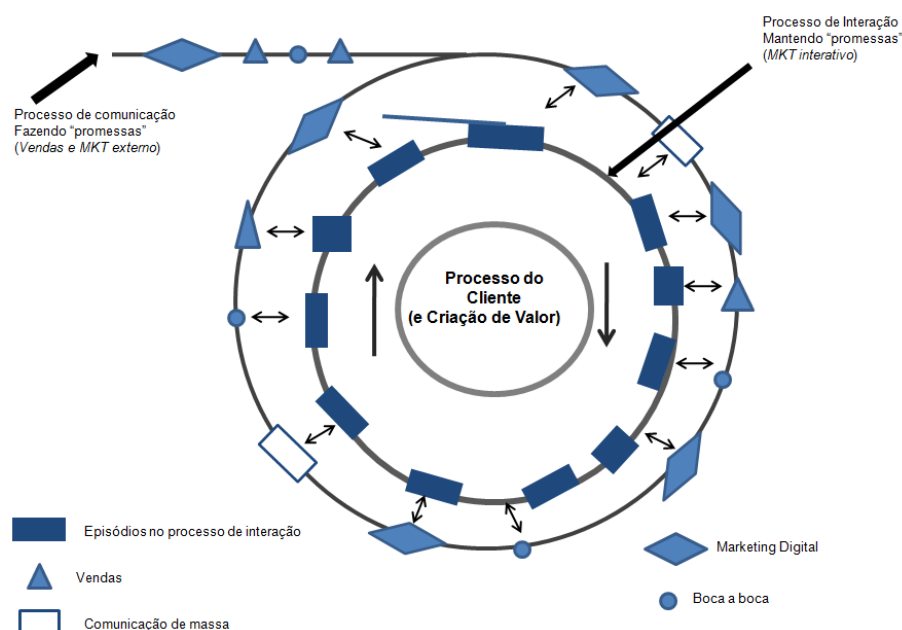 Processo de Interação
Mantendo “promessas”
(MKT interativo)
Processo de comunicação
Fazendo “promessas”
(Vendas e MKT externo)
Processo do
Cliente
(e Criação de Valor)
Episódios no processo de interação
Vendas
Comunicação de massa
Marketing Digital
Boca a boca